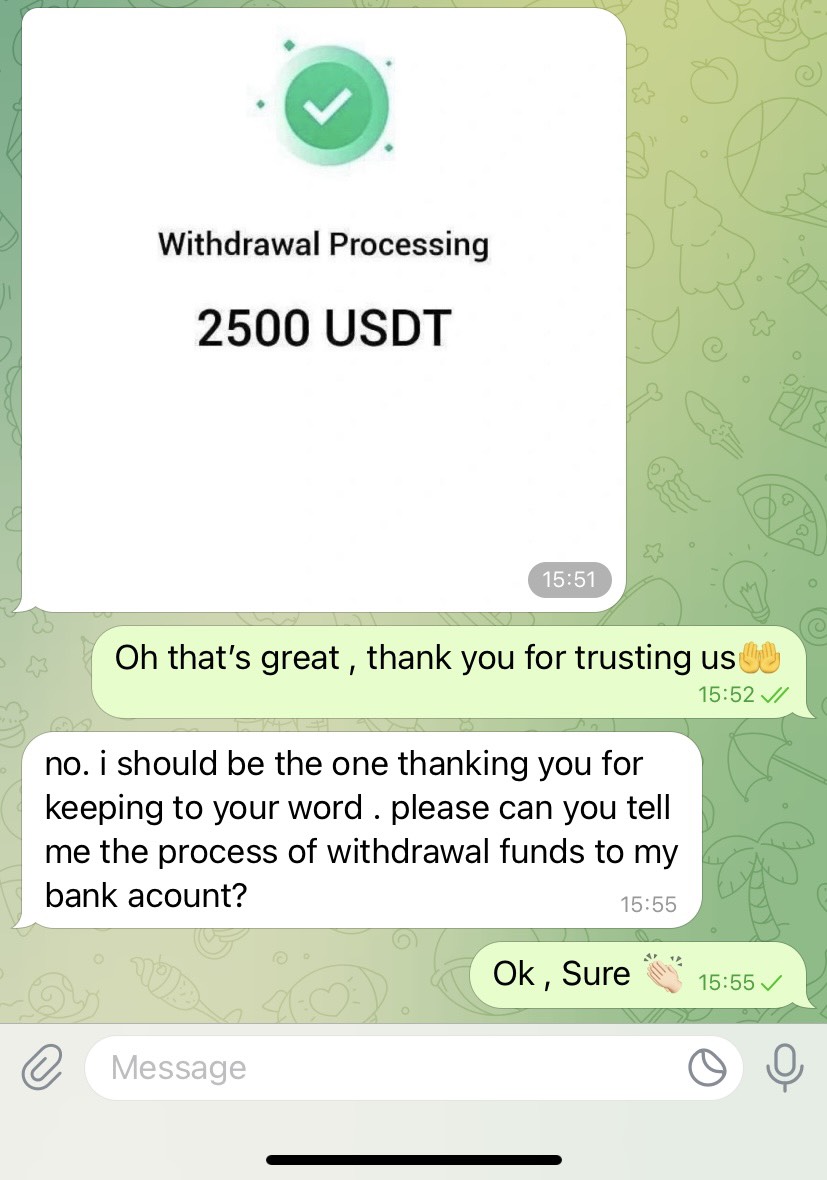 Withdrawal Processing
2500 USDT
15:51
Oh that’s great , thank you for trusting us🤲
15:52
no. i should be the one thanking you for
keeping to your word . please can you tell
me the process of withdrawal funds to my
bank acount?
15:55
Ok , Sure 👏🏻 15:55
Message